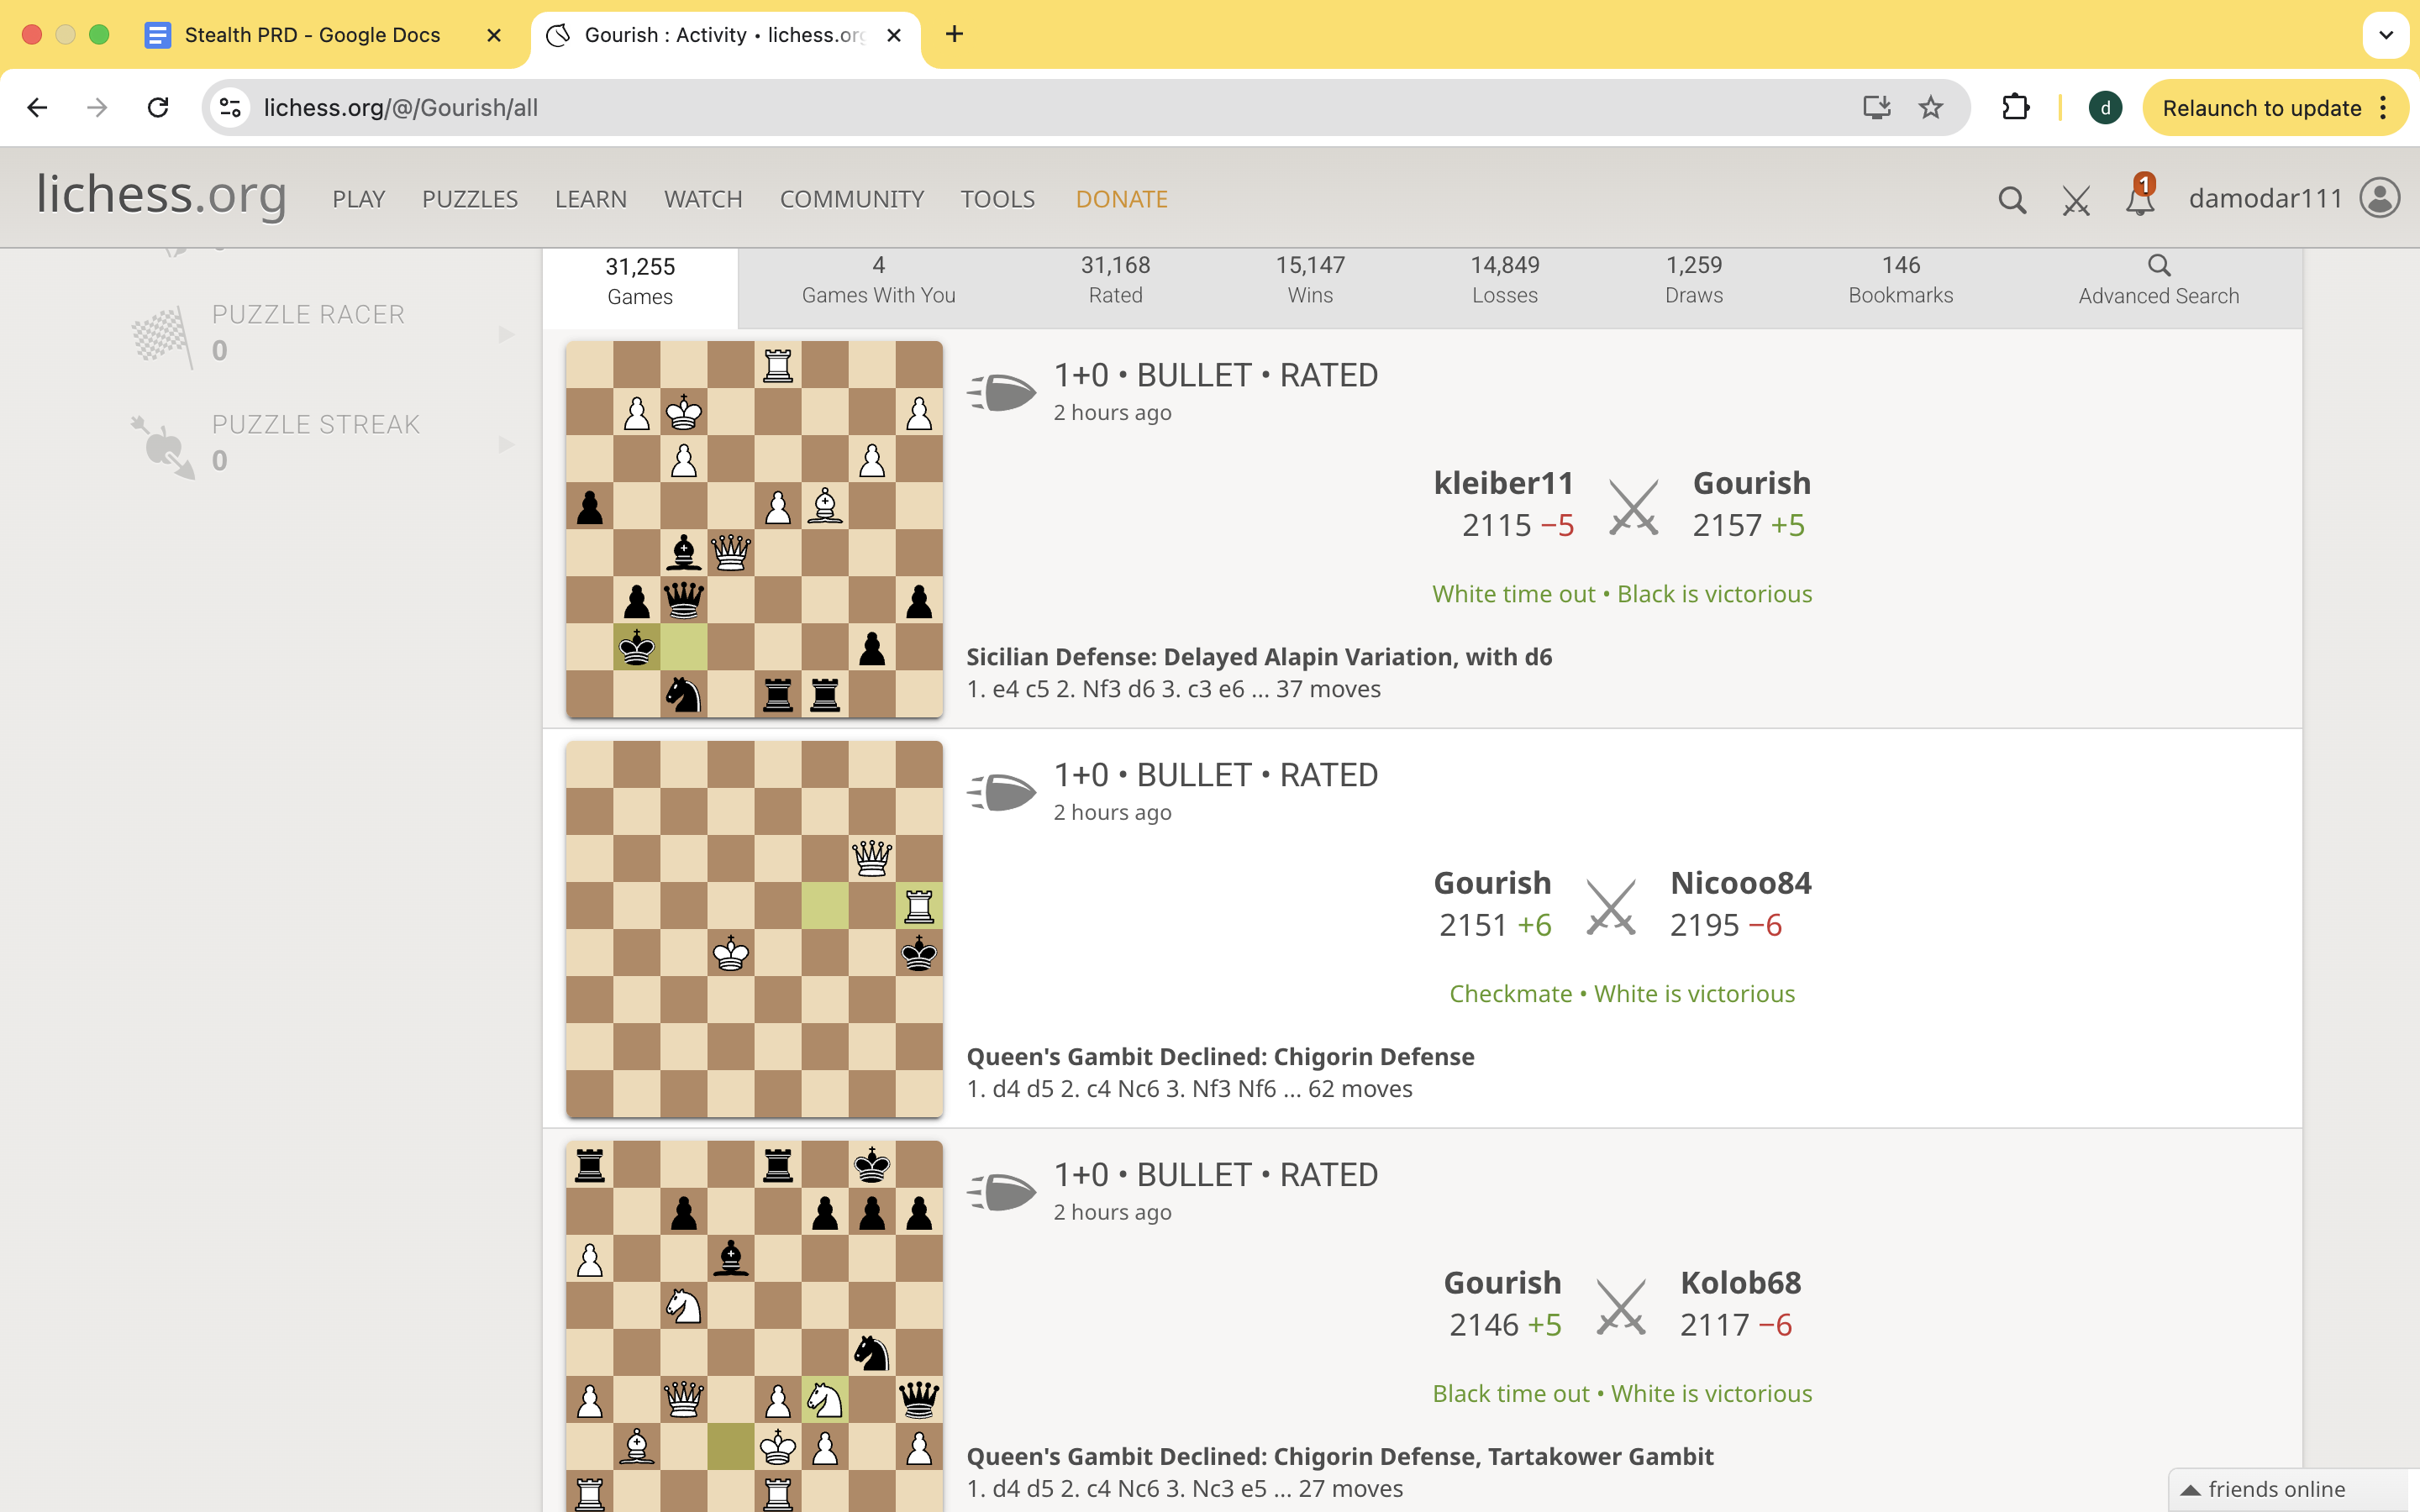 Stealth PRD - Google Docs
Gourish : Activity • lichess.org
lichess.org/@/Gourish/all
d
Relaunch to update
lichess.org
PLAY
PUZZLES
LEARN
WATCH
COMMUNITY
TOOLS
DONATE
1
damodar111
PUZZLE RACER
0
PUZZLE STREAK
0
31,255
Games
4
Games With You
31,168
Rated
15,147
Wins
14,849
Losses
1,259
Draws
146
Bookmarks
Advanced Search
1+0 • BULLET • RATED
2 hours ago
kleiber11
2115 −5
Gourish
2157 +5
White time out • Black is victorious
Sicilian Defense: Delayed Alapin Variation, with d6
1. e4 c5 2. Nf3 d6 3. c3 e6 ... 37 moves
1+0 • BULLET • RATED
2 hours ago
Gourish
2151 +6
Nicooo84
2195 −6
Checkmate • White is victorious
Queen's Gambit Declined: Chigorin Defense
1. d4 d5 2. c4 Nc6 3. Nf3 Nf6 ... 62 moves
1+0 • BULLET • RATED
2 hours ago
Gourish
2146 +5
Kolob68
2117 −6
Black time out • White is victorious
Queen's Gambit Declined: Chigorin Defense, Tartakower Gambit
1. d4 d5 2. c4 Nc6 3. Nc3 e5 ... 27 moves
friends online